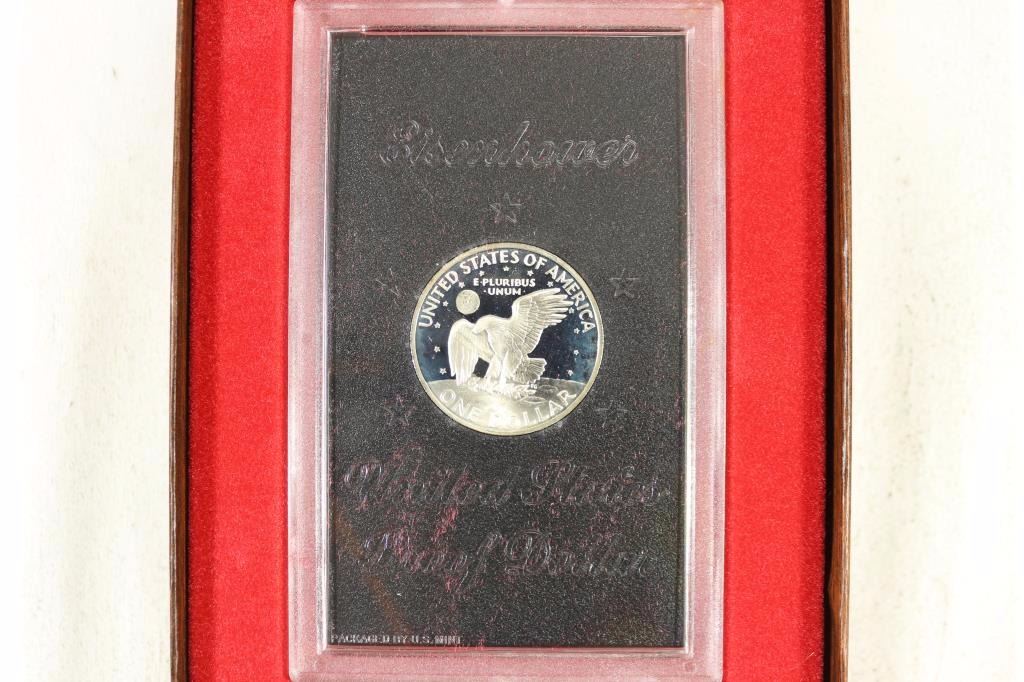 Eisenhower
UNITED STATES OF AMERICA
E·PLURIBUS
·UNUM·
ONE DOLLAR
United States
Proof Dollar
PACKAGED BY U.S. MINT